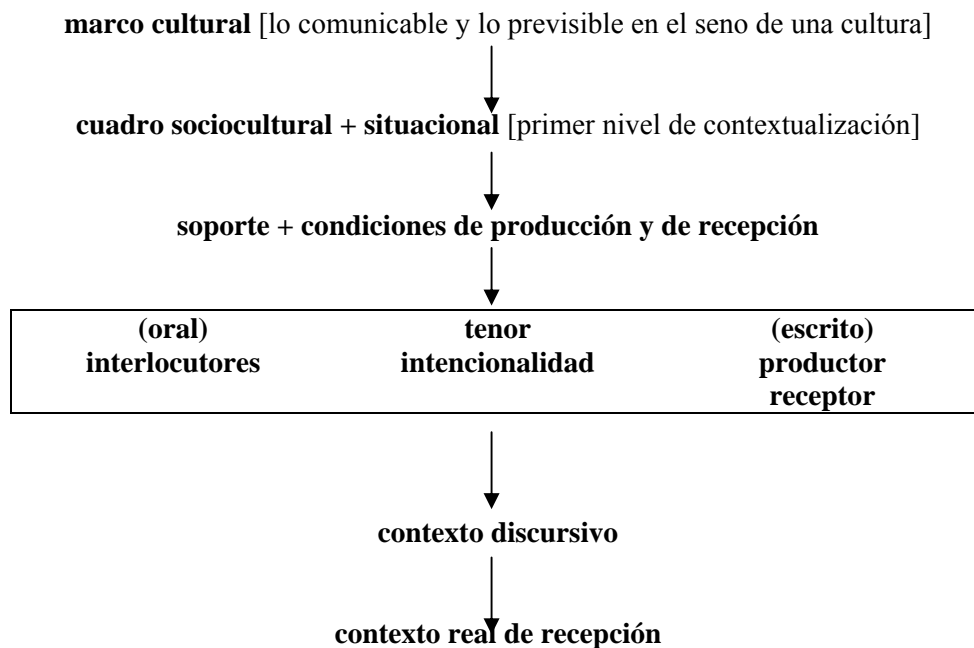 marco cultural [lo comunicable y lo previsible en el seno de una cultura]
cuadro sociocultural + situacional [primer nivel de contextualización]
soporte + condiciones de producción y de recepción
(oral) tenor (escrito)
interlocutores intencionalidad productor
receptor
contexto discursivo
contexto real de recepción